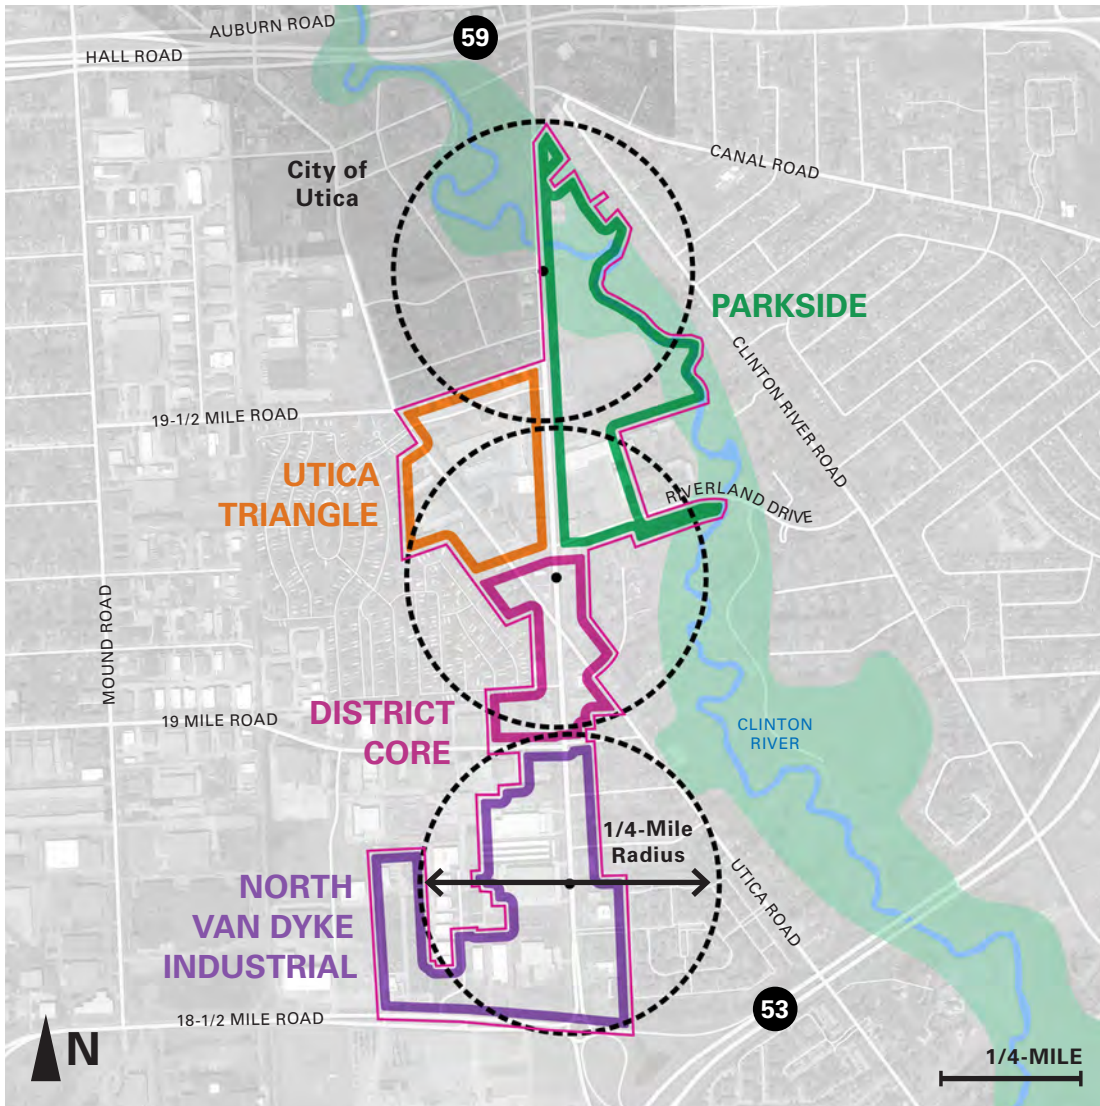 AUBURN ROAD
59
HALL ROAD
CANAL ROAD
City of
Utica
PARKSIDE
CLINTON RIVER ROAD
19-1/2 MILE ROAD
UTICA
TRIANGLE
RIVERLAND DRIVE
MOUND ROAD
DISTRICT
CORE
19 MILE ROAD
CLINTON
RIVER
1/4-Mile
Radius
UTICA ROAD
NORTH
VAN DYKE
INDUSTRIAL
53
18-1/2 MILE ROAD
N
1/4-MILE